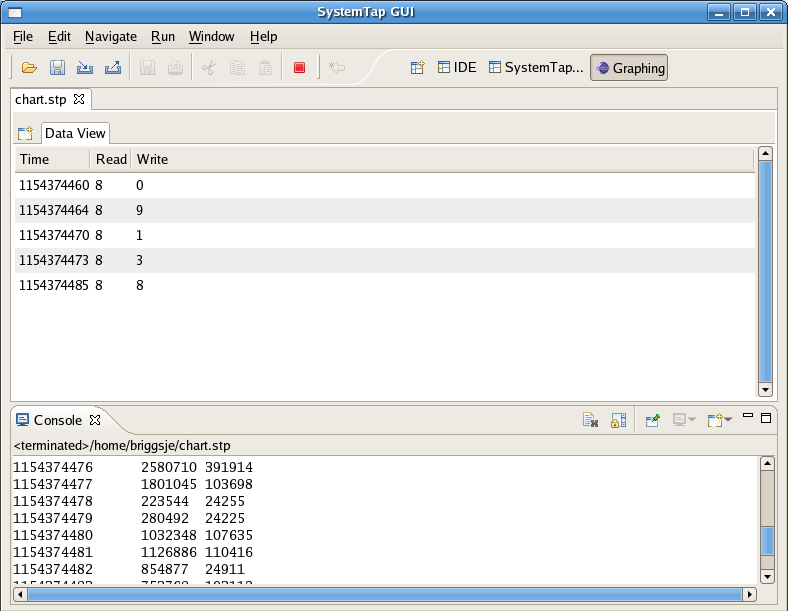 SystemTap GUI
File Edit Navigate Run Window Help
IDE SystemTap... Graphing
chart.stp
Data View
Time Read Write
1154374460 8 0
1154374464 8 9
1154374470 8 1
1154374473 8 3
1154374485 8 8
Console
<terminated>/home/briggsje/chart.stp
1154374476 2580710 391914
1154374477 1801045 103698
1154374478 223544 24255
1154374479 280492 24225
1154374480 1032348 107635
1154374481 1126886 110416
1154374482 854877 24911